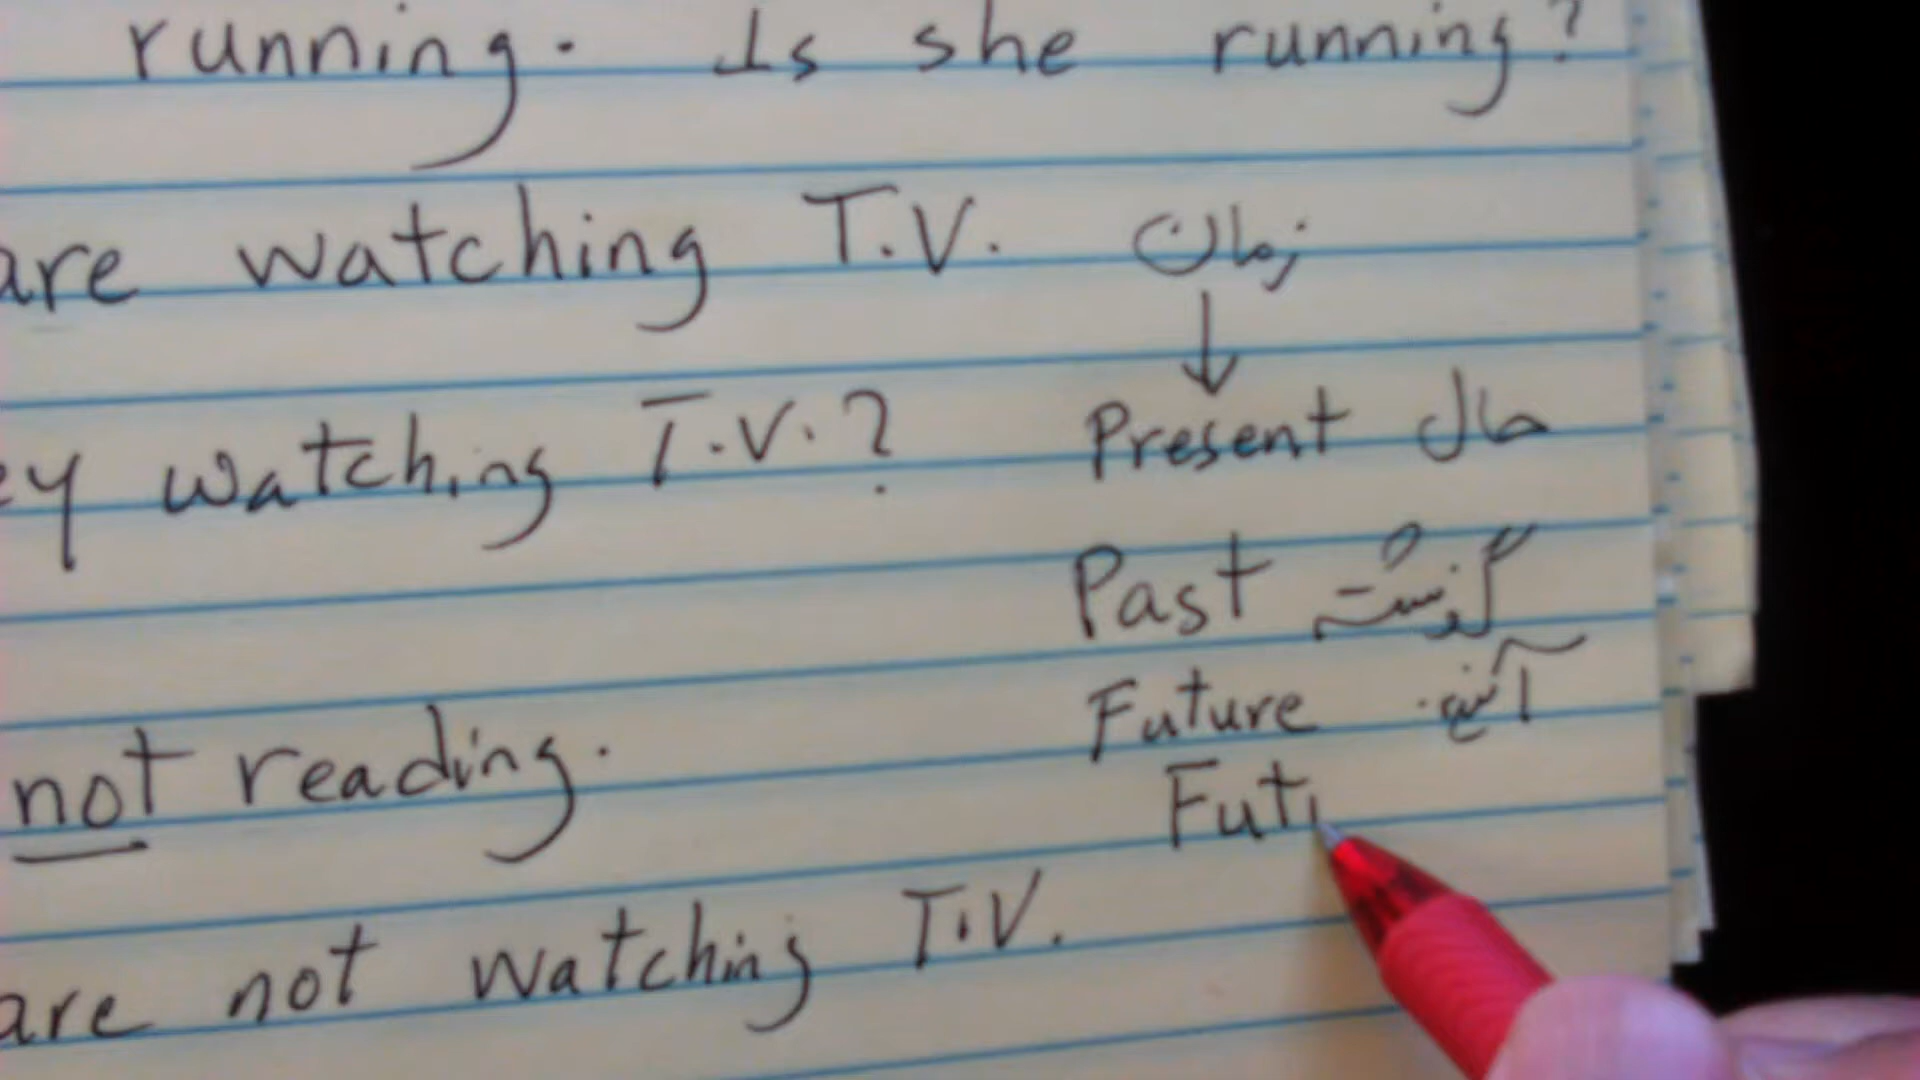 running. Is she running?
are watching T.V. زمان
ey watching T.V.? Present حال
Past گذشته
not reading. Future آینده
Futu
are not watching T.V.